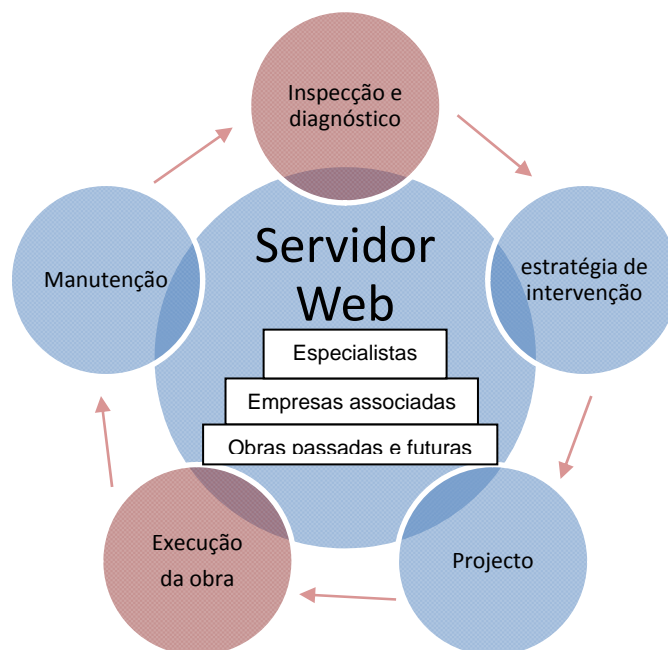 Inspecção e
diagnóstico
Servidor
Web
Manutenção
estratégia de
intervenção
Especialistas
Empresas associadas
Obras passadas e futuras
Execução
da obra
Projecto